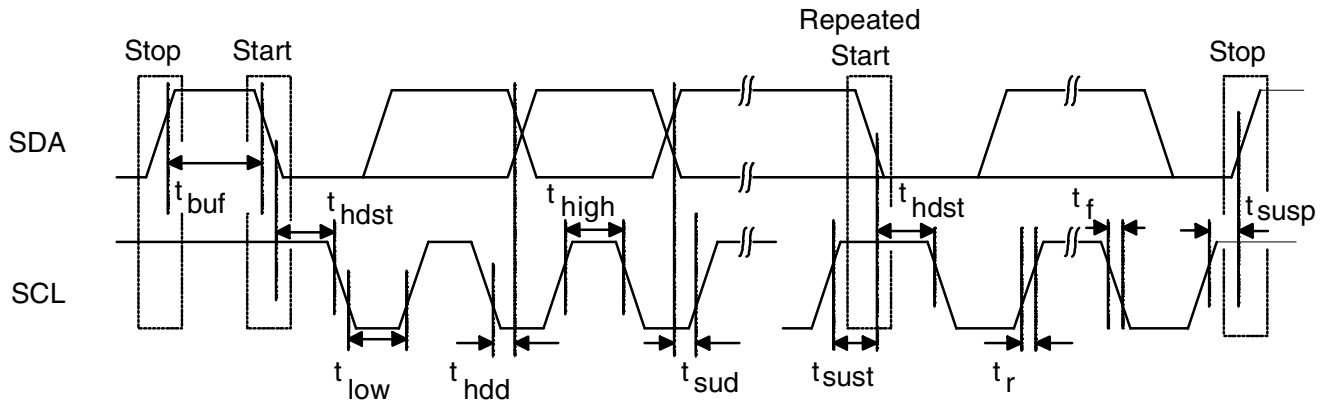 Repeated
Stop Start Start Stop
SDA
t buf t hdst t high t hdst t f t susp
SCL
t low t hdd t sud t sust t r